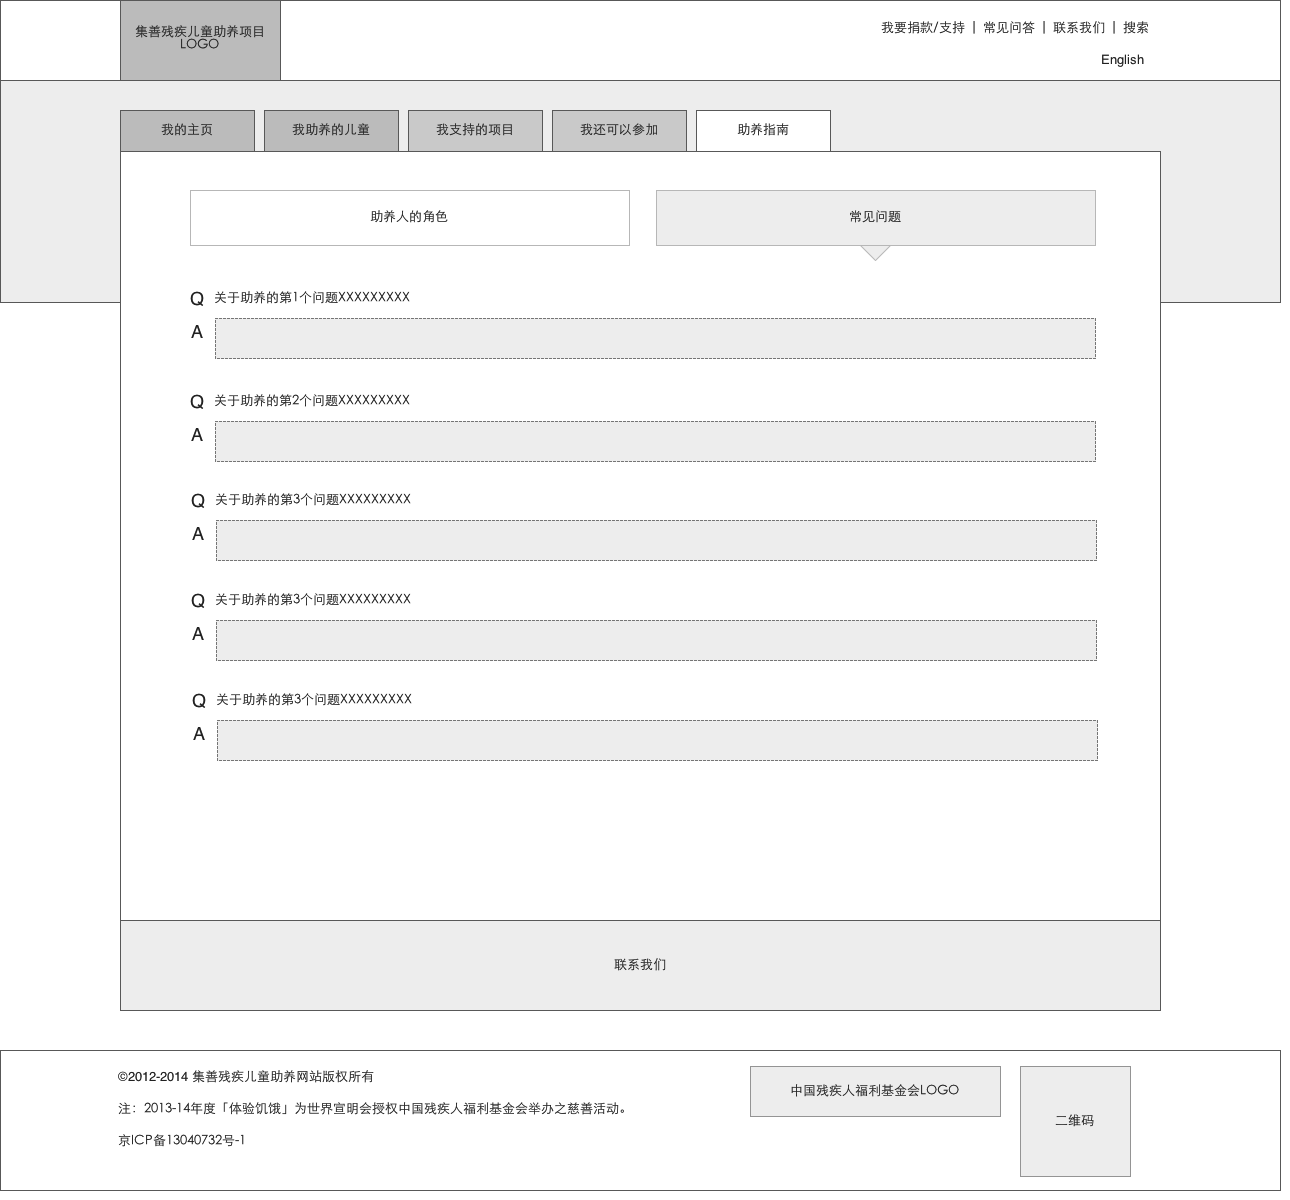 集善残疾儿童助养项目
LOGO
我要捐款/支持 | 常见问答 | 联系我们 | 搜索
English
我的主页 我助养的儿童 我支持的项目 我还可以参加 助养指南
助养人的角色 常见问题
Q 关于助养的第1个问题XXXXXXXXX
A
Q 关于助养的第2个问题XXXXXXXXX
A
Q 关于助养的第3个问题XXXXXXXXX
A
Q 关于助养的第3个问题XXXXXXXXX
A
Q 关于助养的第3个问题XXXXXXXXX
A
联系我们
©2012-2014 集善残疾儿童助养网站版权所有
注：2013-14年度「体验饥饿」为世界宣明会授权中国残疾人福利基金会举办之慈善活动。
京ICP备13040732号-1
中国残疾人福利基金会LOGO
二维码